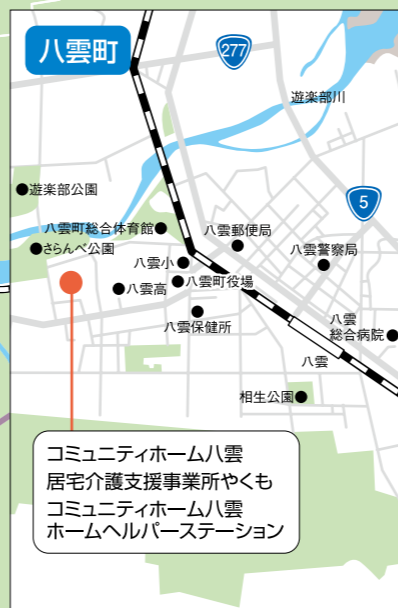 八雲町
277
遊楽部川
遊楽部公園
5
八雲町総合体育館
八雲郵便局
さらんべ公園
八雲警察局
八雲小
八雲高
八雲町役場
八雲保健所
八雲
総合病院
八雲
相生公園
コミュニティホーム八雲
居宅介護支援事業所やくも
コミュニティホーム八雲
ホームヘルパーステーション